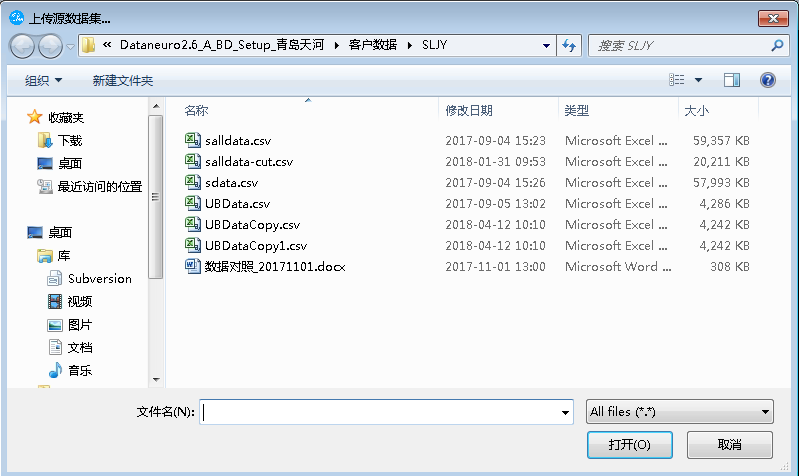 上传源数据集...
« Dataneuro2.6_A_BD_Setup_青岛天河 客户数据 SLJY 搜索 SLJY
组织 新建文件夹
名称 修改日期 类型 大小
收藏夹
下载
桌面
最近访问的位置
桌面
库
Subversion
视频
图片
文档
音乐
salldata.csv 2017-09-04 15:23 Microsoft Excel ... 59,357 KB
salldata-cut.csv 2018-01-31 09:53 Microsoft Excel ... 20,211 KB
sdata.csv 2017-09-04 15:26 Microsoft Excel ... 57,993 KB
UBData.csv 2017-09-05 13:02 Microsoft Excel ... 4,286 KB
UBDataCopy.csv 2018-04-12 10:10 Microsoft Excel ... 4,242 KB
UBDataCopy1.csv 2018-04-12 10:10 Microsoft Excel ... 4,242 KB
数据对照_20171101.docx 2017-11-01 13:00 Microsoft Word ... 308 KB
文件名(N): All files (*.*)
打开(O) 取消